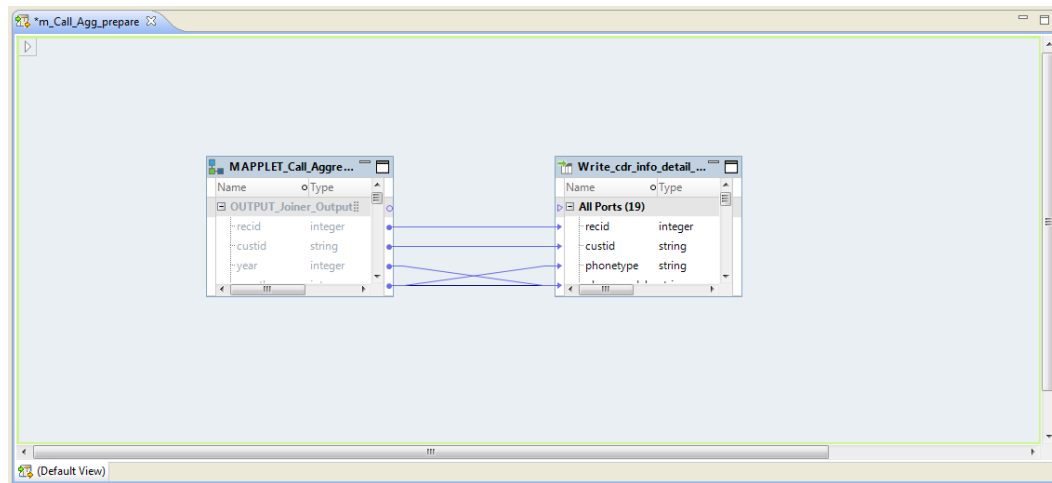 *m_Call_Agg_prepare
MAPPLET_Call_Aggre...
Name Type
OUTPUT_Joiner_Output
recid integer
custid string
year integer
Write_cdr_info_detail_...
Name Type
All Ports (19)
recid integer
custid string
phonetype string
(Default View)